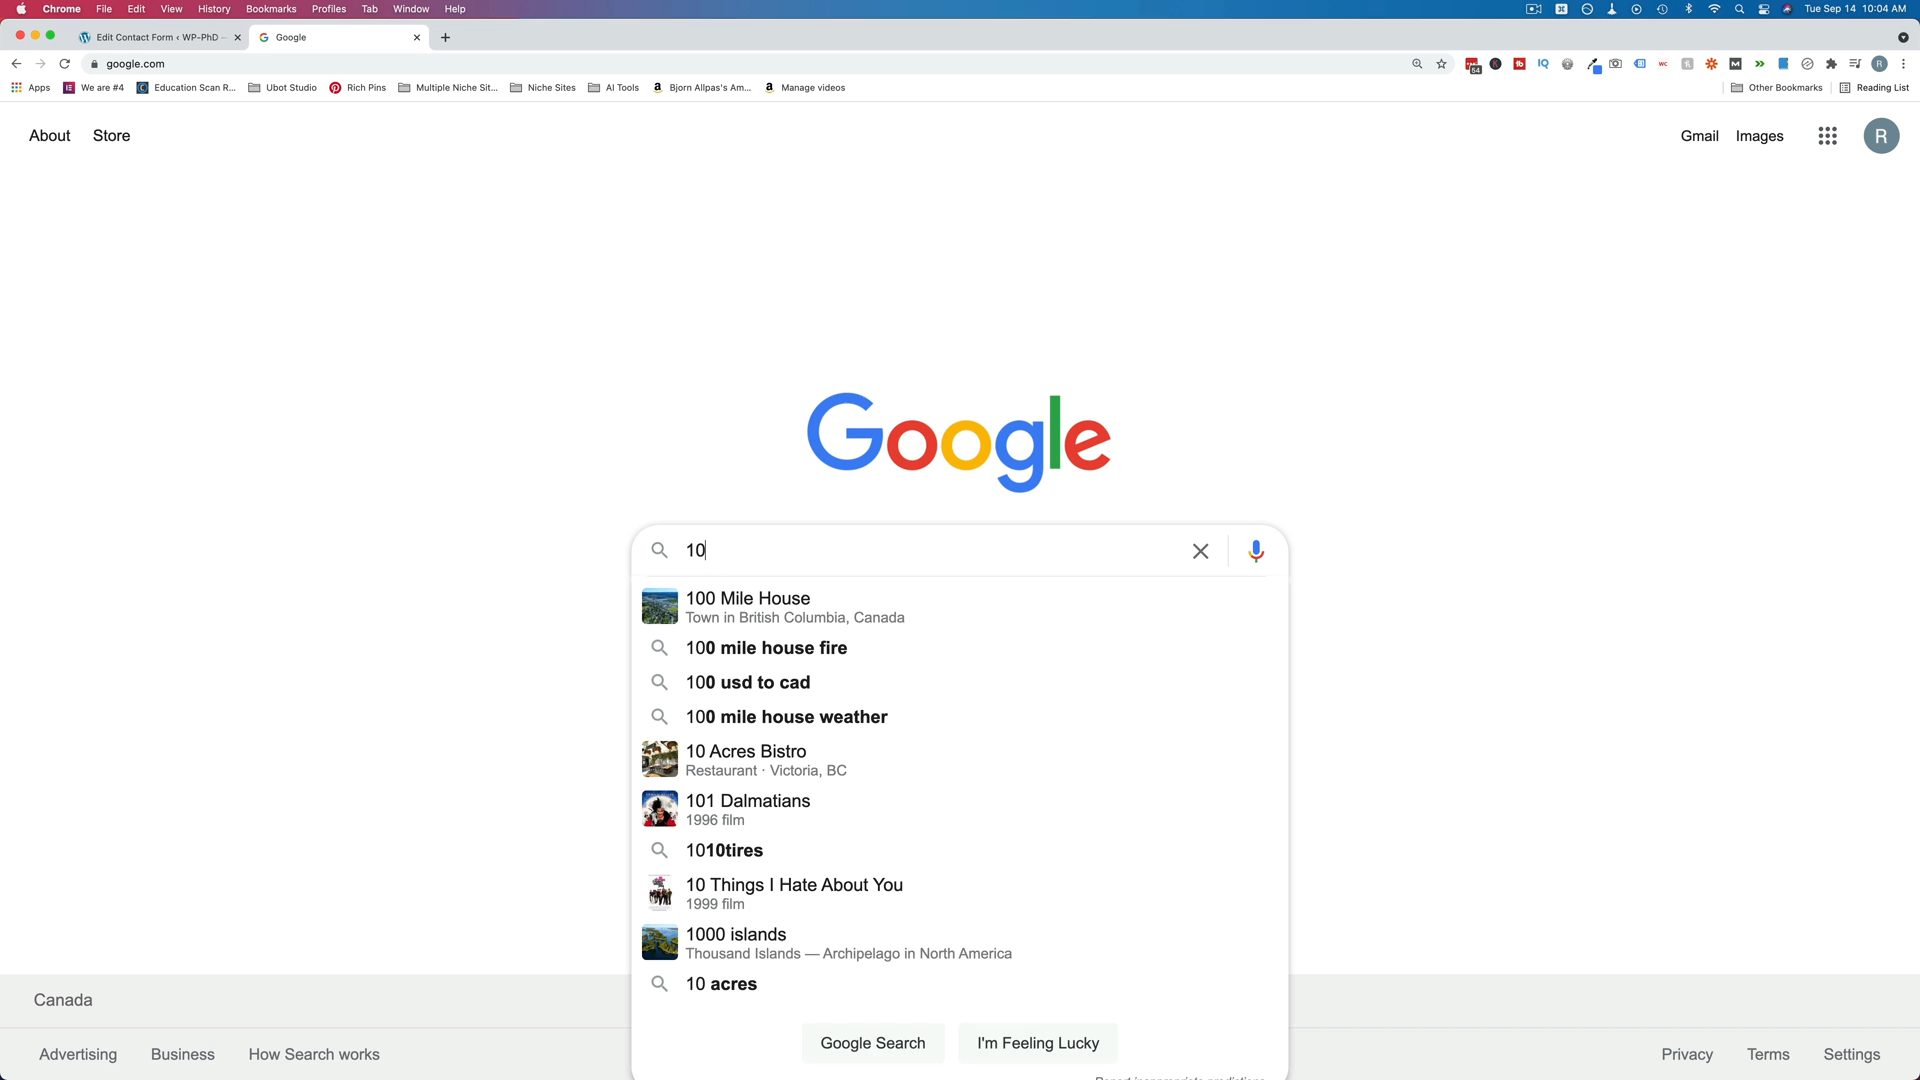 Chrome File Edit View History Bookmarks Profiles Tab Window Help
Tue Sep 14 10:04 AM
Edit Contact Form ‹ WP-PhD
Google
google.com
54
Apps
We are #4
Education Scan R...
Ubot Studio
Rich Pins
Multiple Niche Sit...
Niche Sites
AI Tools
Bjorn Allpas's Am...
Manage videos
Other Bookmarks
Reading List
About Store
Gmail Images
R
Google
10
100 Mile House
Town in British Columbia, Canada
100 mile house fire
100 usd to cad
100 mile house weather
10 Acres Bistro
Restaurant · Victoria, BC
101 Dalmatians
1996 film
1010tires
10 Things I Hate About You
1999 film
1000 islands
Thousand Islands — Archipelago in North America
10 acres
Canada
Google Search
I'm Feeling Lucky
Advertising Business How Search works
Privacy Terms Settings